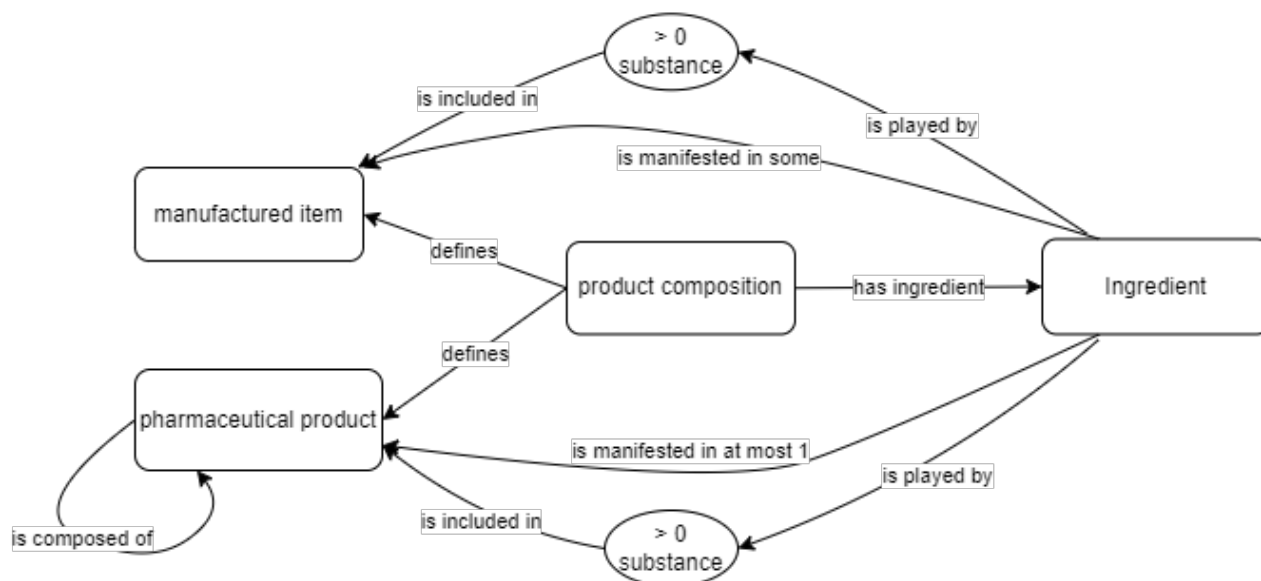 > 0
substance
is included in
is played by
is manifested in some
manufactured item
defines
product composition
has ingredient
Ingredient
defines
pharmaceutical product
is manifested in at most 1
is played by
is included in
> 0
substance
is composed of